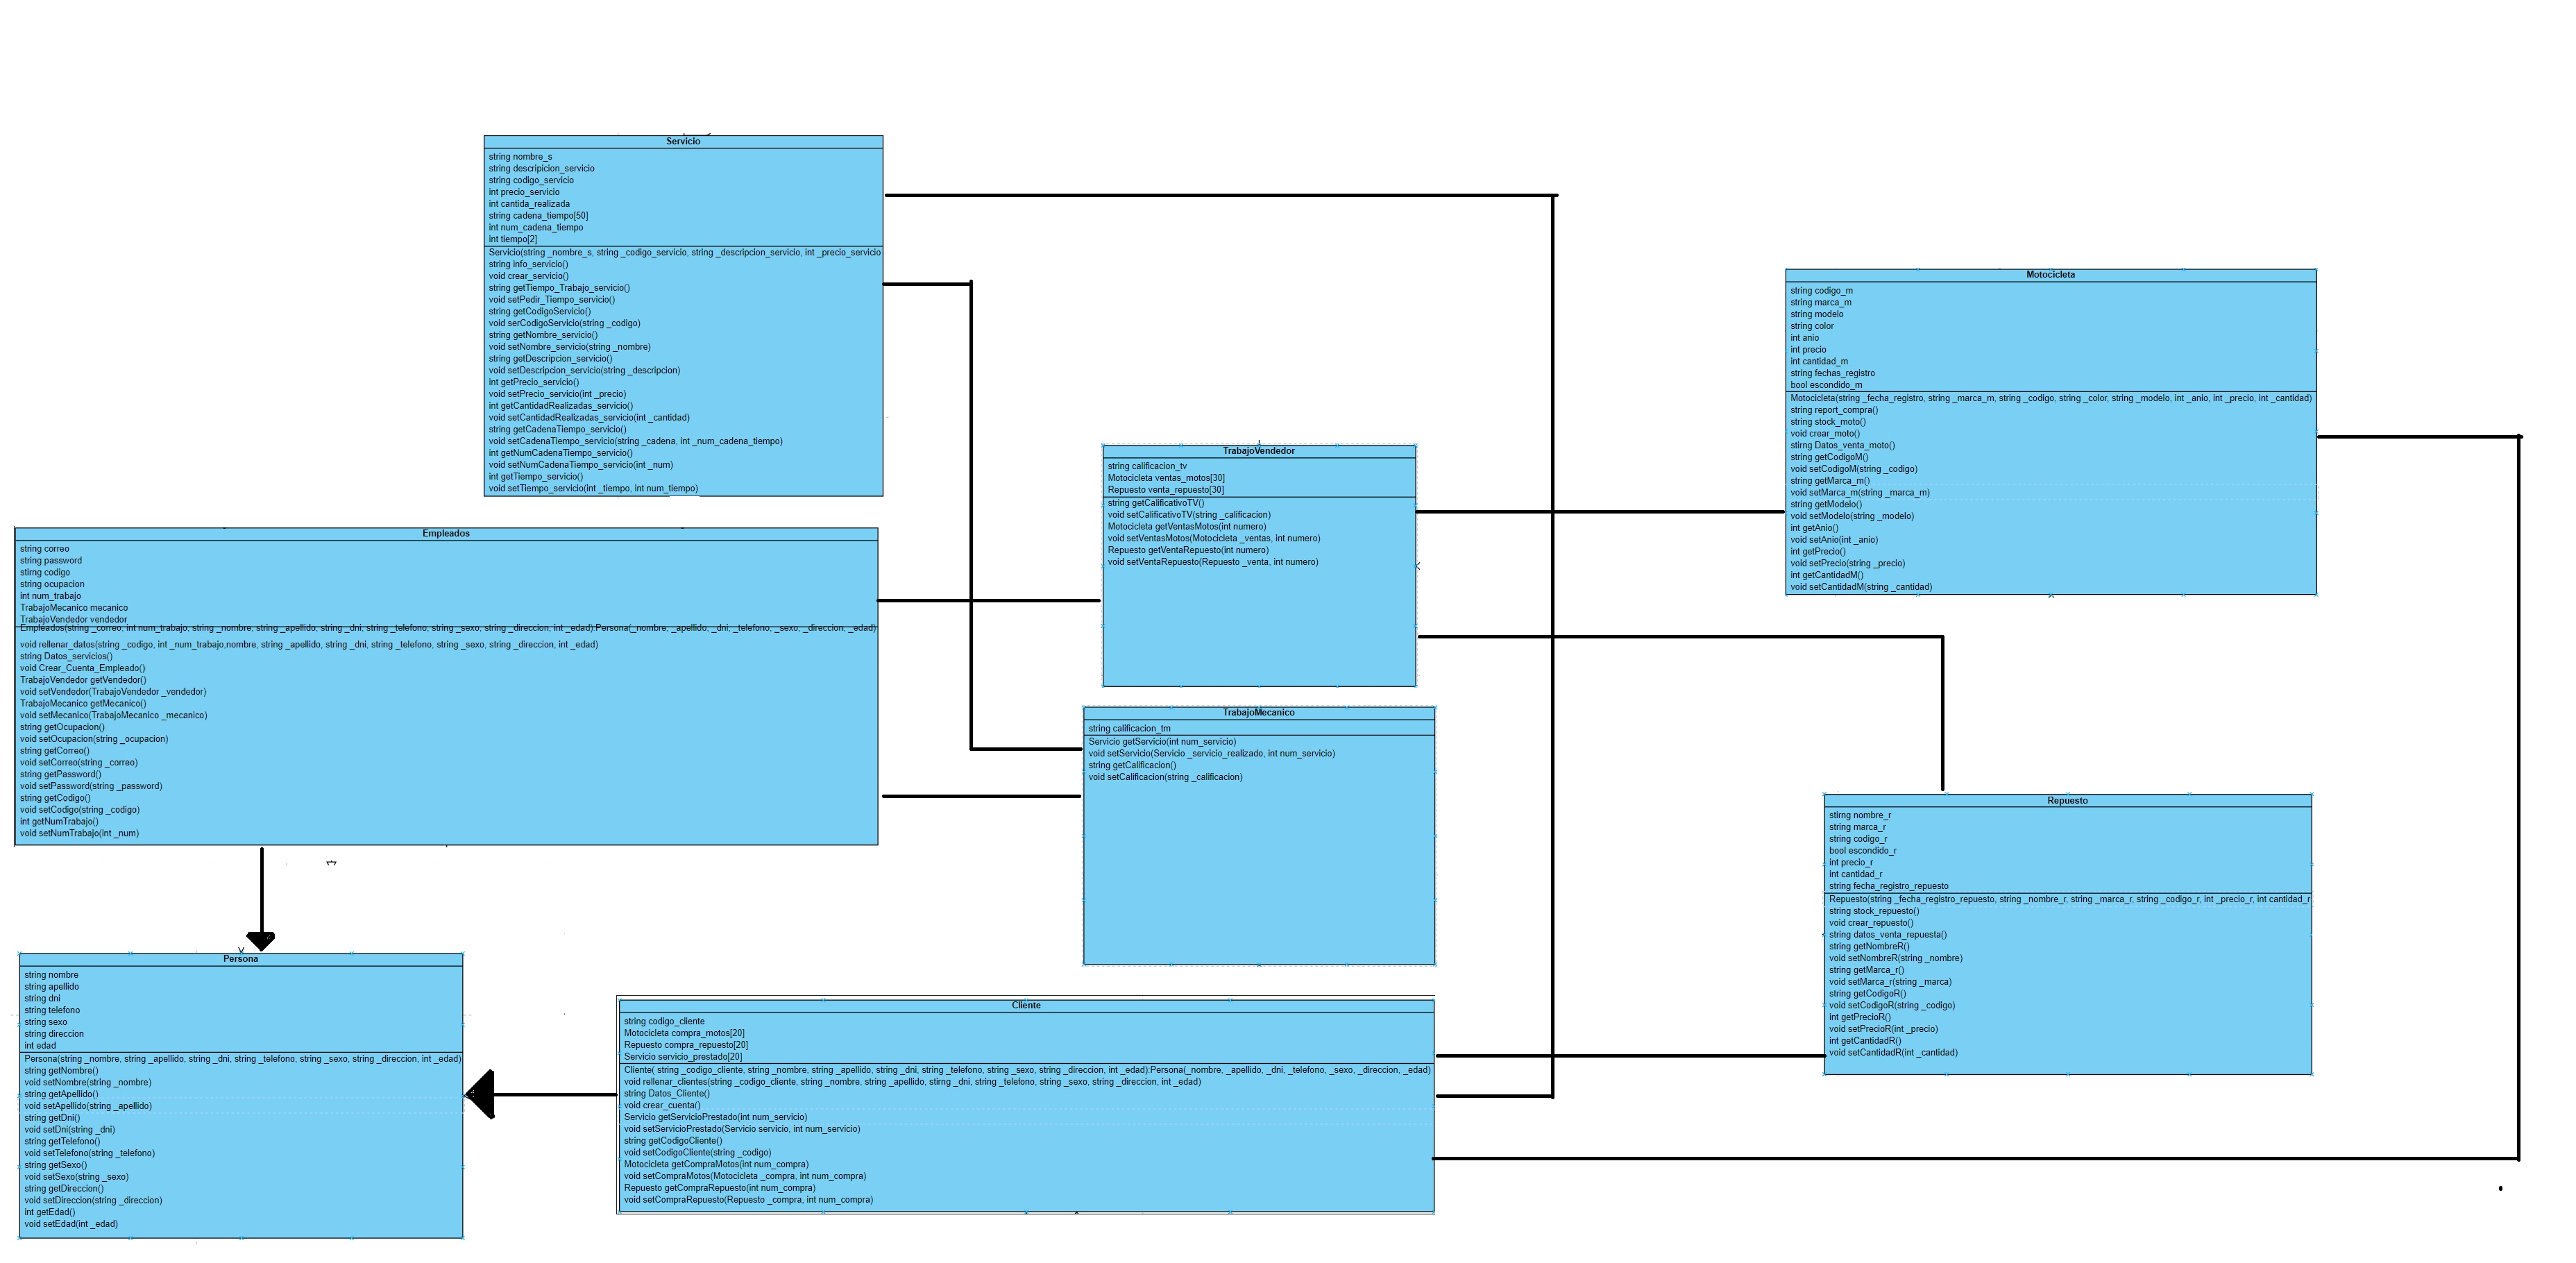 Servicio
string nombre_s
string descripicion_servicio
string codigo_servicio
int precio_servicio
int cantida_realizada
string cadena_tiempo[50]
int num_cadena_tiempo
int tiempo[2]
Servicio(string _nombre_s, string _codigo_servicio, string _descripcion_servicio, int _precio_servicio
string info_servicio()
void crear_servicio()
string getTiempo_Trabajo_servicio()
void setPedir_Tiempo_servicio()
string getCodigoServicio()
void serCodigoServicio(string _codigo)
string getNombre_servicio()
void setNombre_servicio(string _nombre)
string getDescripcion_servicio()
void setDescripcion_servicio(string _descripcion)
int getPrecio_servicio()
void setPrecio_servicio(int _precio)
int getCantidadRealizadas_servicio()
void setCantidadRealizadas_servicio(int _cantidad)
string getCadenaTiempo_servicio()
void setCadenaTiempo_servicio(string _cadena, int _num_cadena_tiempo)
int getNumCadenaTiempo_servicio()
void setNumCadenaTiempo_servicio(int _num)
int getTiempo_servicio()
void setTiempo_servicio(int _tiempo, int num_tiempo)
Motocicleta
string codigo_m
string marca_m
string modelo
string color
int anio
int precio
int cantidad_m
string fechas_registro
bool escondido_m
Motocicleta(string _fecha_registro, string _marca_m, string _codigo, string _color, string _modelo, int _anio, int _precio, int _cantidad)
string report_compra()
string stock_moto()
void crear_moto()
stirng Datos_venta_moto()
string getCodigoM()
void setCodigoM(string _codigo)
string getMarca_m()
void setMarca_m(string _marca_m)
string getModelo()
void setModelo(string _modelo)
int getAnio()
void setAnio(int _anio)
int getPrecio()
void setPrecio(string _precio)
int getCantidadM()
void setCantidadM(string _cantidad)
TrabajoVendedor
string calificacion_tv
Motocicleta ventas_motos[30]
Repuesto venta_repuesto[30]
string getCalificativoTV()
void setCalificativoTV(string _calificacion)
Motocicleta getVentasMotos(int numero)
void setVentasMotos(Motocicleta _ventas, int numero)
Repuesto getVentaRepuesto(int numero)
void setVentaRepuesto(Repuesto _venta, int numero)
Empleados
string correo
string password
stirng codigo
string ocupacion
int num_trabajo
TrabajoMecanico mecanico
TrabajoVendedor vendedor
Empleados(string _correo, int num_trabajo, string _nombre, string _apellido, string _dni, string _telefono, string _sexo, string _direccion, int _edad):Persona(_nombre, _apellido, _dni, _telefono, _sexo, _direccion, _edad)
void rellenar_datos(string _codigo, int _num_trabajo,nombre, string _apellido, string _dni, string _telefono, string _sexo, string _direccion, int _edad)
string Datos_servicios()
void Crear_Cuenta_Empleado()
TrabajoVendedor getVendedor()
void setVendedor(TrabajoVendedor _vendedor)
TrabajoMecanico getMecanico()
void setMecanico(TrabajoMecanico _mecanico)
string getOcupacion()
void setOcupacion(string _ocupacion)
string getCorreo()
void setCorreo(string _correo)
string getPassword()
void setPassword(string _password)
string getCodigo()
void setCodigo(string _codigo)
int getNumTrabajo()
void setNumTrabajo(int _num)
TrabajoMecanico
string calificacion_tm
Servicio getServicio(int num_servicio)
void setServicio(Servicio _servicio_realizado, int num_servicio)
string getCalificacion()
void setCalificacion(string _calificacion)
Repuesto
stirng nombre_r
string marca_r
string codigo_r
bool escondido_r
int precio_r
int cantidad_r
string fecha_registro_repuesto
Repuesto(string _fecha_registro_repuesto, string _nombre_r, string _marca_r, string _codigo_r, int _precio_r, int cantidad_r
string stock_repuesto()
void crear_repuesto()
string datos_venta_repuesta()
string getNombreR()
void setNombreR(string _nombre)
string getMarca_r()
void setMarca_r(string _marca)
string getCodigoR()
void setCodigoR(string _codigo)
int getPrecioR()
void setPrecioR(int _precio)
int getCantidadR()
void setCantidadR(int _cantidad)
Persona
string nombre
string apellido
string dni
string telefono
string sexo
string direccion
int edad
Persona(string _nombre, string _apellido, string _dni, string _telefono, string _sexo, string _direccion, int _edad)
string getNombre()
void setNombre(string _nombre)
string getApellido()
void setApellido(string _apellido)
string getDni()
void setDni(string _dni)
string getTelefono()
void setTelefono(string _telefono)
string getSexo()
void setSexo(string _sexo)
string getDireccion()
void setDireccion(string _direccion)
int getEdad()
void setEdad(int _edad)
Cliente
string codigo_cliente
Motocicleta compra_motos[20]
Repuesto compra_repuesto[20]
Servicio servicio_prestado[20]
Cliente( string _codigo_cliente, string _nombre, string _apellido, string _dni, string _telefono, string _sexo, string _direccion, int _edad):Persona(_nombre, _apellido, _dni, _telefono, _sexo, _direccion, _edad)
void rellenar_clientes(string _codigo_cliente, string _nombre, string _apellido, string _dni, string _telefono, string _sexo, string _direccion, int _edad)
string Datos_Cliente()
void crear_cuenta()
Servicio getServicioPrestado(int num_servicio)
void setServicioPrestado(Servicio servicio, int num_servicio)
string getCodigoCliente()
void setCodigoCliente(string _codigo)
Motocicleta getCompraMotos(int num_compra)
void setCompraMotos(Motocicleta _compra, int num_compra)
Repuesto getCompraRepuesto(int num_compra)
void setCompraRepuesto(Repuesto _compra, int num_compra)